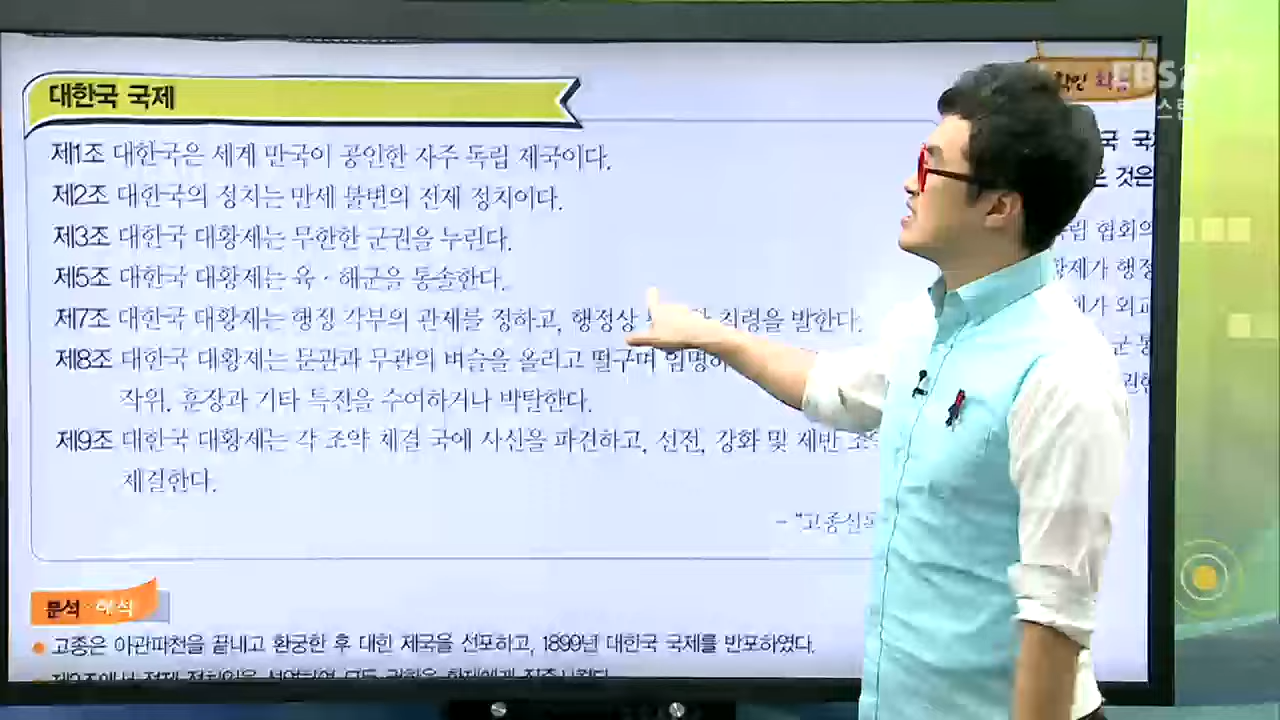 대한국 국제
EBS
제1조 대한국은 세계 만국이 공인한 자주 독립 제국이다.
제2조 대한국의 정치는 만세 불변의 전제 정치이다.
제3조 대한국 대황제는 무한한 군권을 누린다.
제5조 대한국 대황제는 육·해군을 통솔한다.
제7조 대한국 대황제는 행정 각부의 관제를 정하고, 행정상 칙령을 발한다.
제8조 대한국 대황제는 문관과 무관의 벼슬을 올리고 떨구며
작위, 훈장과 기타 특전을 수여하거나 박탈한다.
제9조 대한국 대황제는 각 조약 체결 국에 사신을 파견하고, 선전, 강화 및 제반
체결한다.
- "고종실록
분석·해석
• 고종은 아관파천을 끝내고 환궁한 후 대한 제국을 선포하고, 1899년 대한국 국제를 반포하였다.